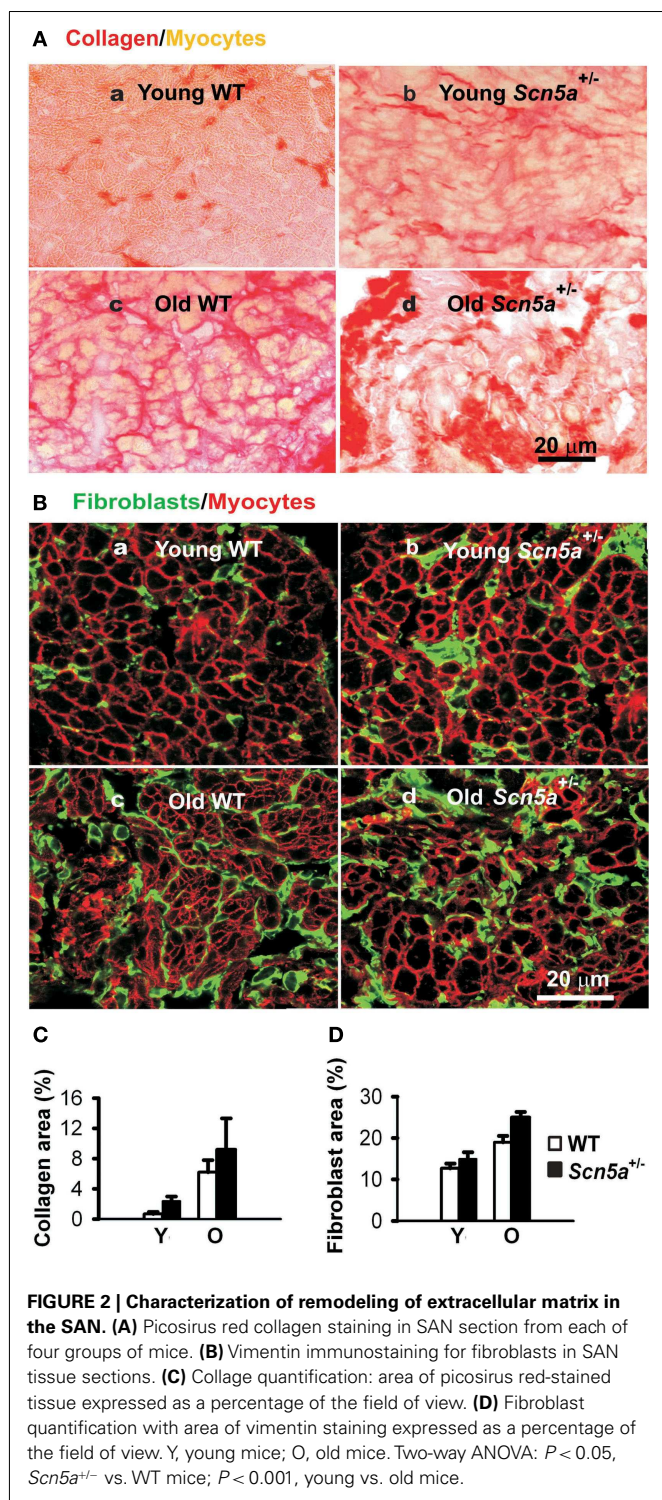 A Collagen/Myocytes
a Young WT
b Young Scn5a+/-
c Old WT
d Old Scn5a+/-
20 μm
B Fibroblasts/Myocytes
a Young WT
b Young Scn5a+/-
c Old WT
d Old Scn5a+/-
20 μm
C
D
Collagen area (%)
16
12
8
4
0
Y
O
Fibroblast area (%)
30
20
10
0
Y
O
WT
Scn5a+/-
FIGURE 2 | Characterization of remodeling of extracellular matrix in
the SAN. (A) Picosirus red collagen staining in SAN section from each of
four groups of mice. (B) Vimentin immunostaining for fibroblasts in SAN
tissue sections. (C) Collage quantification: area of picosirus red-stained
tissue expressed as a percentage of the field of view. (D) Fibroblast
quantification with area of vimentin staining expressed as a percentage of
the field of view. Y, young mice; O, old mice. Two-way ANOVA: P < 0.05,
Scn5a+/− vs. WT mice; P < 0.001, young vs. old mice.